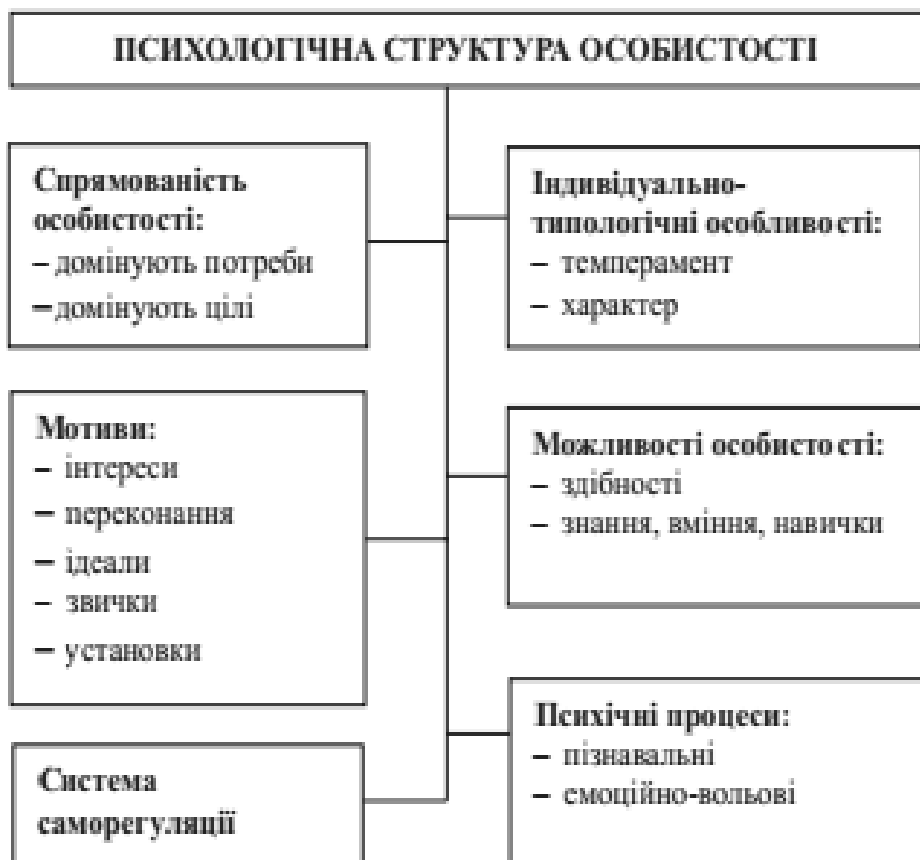 ПСИХОЛОГІЧНА СТРУКТУРА ОСОБИСТОСТІ
Спрямованість
особистості:
– домінують потреби
– домінують цілі
Мотиви:
– інтереси
– переконання
– ідеали
– звички
– установки
Система
саморегуляції
Індивідуально-
типологічні особливості:
– темперамент
– характер
Можливості особистості:
– здібності
– знання, вміння, навички
Психічні процеси:
– пізнавальні
– емоційно-вольові